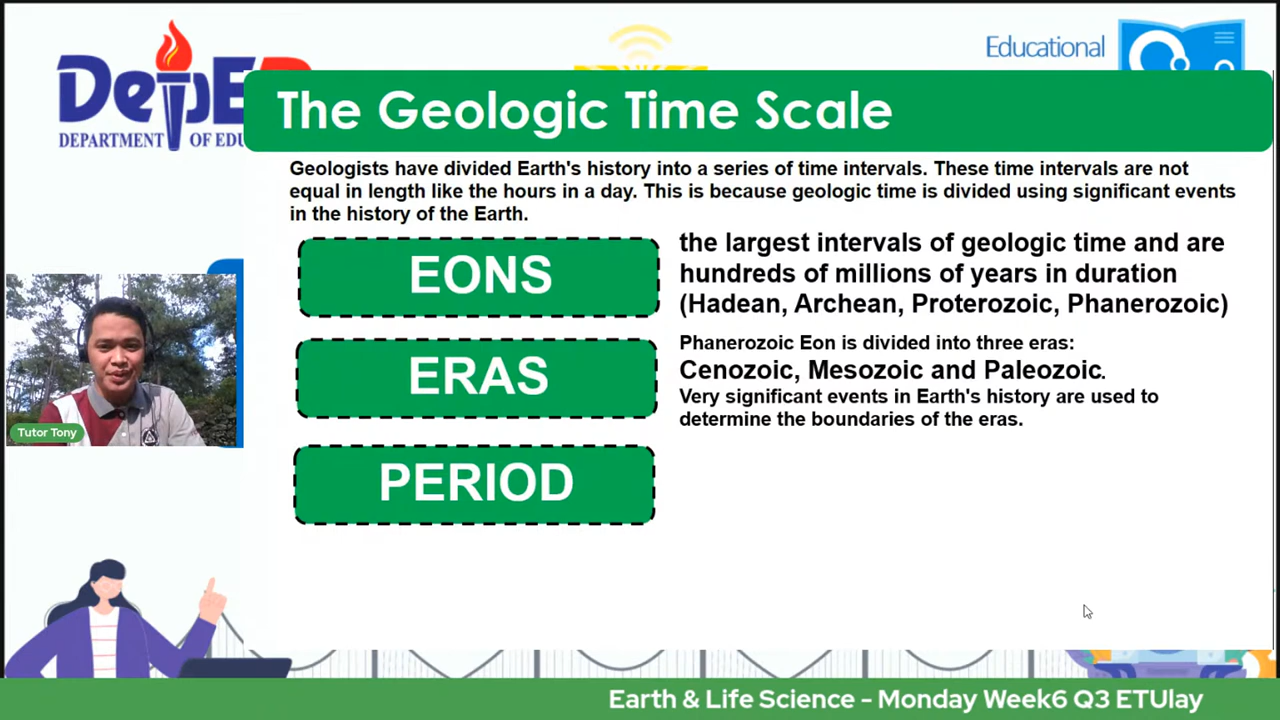 DepE
DEPARTMENT OF EDU
Educational
The Geologic Time Scale
Geologists have divided Earth's history into a series of time intervals. These time intervals are not
equal in length like the hours in a day. This is because geologic time is divided using significant events
in the history of the Earth.
EONS
the largest intervals of geologic time and are
hundreds of millions of years in duration
(Hadean, Archean, Proterozoic, Phanerozoic)
ERAS
Phanerozoic Eon is divided into three eras:
Cenozoic, Mesozoic and Paleozoic.
Very significant events in Earth's history are used to
determine the boundaries of the eras.
PERIOD
Tutor Tony
Earth & Life Science - Monday Week6 Q3 ETUlay